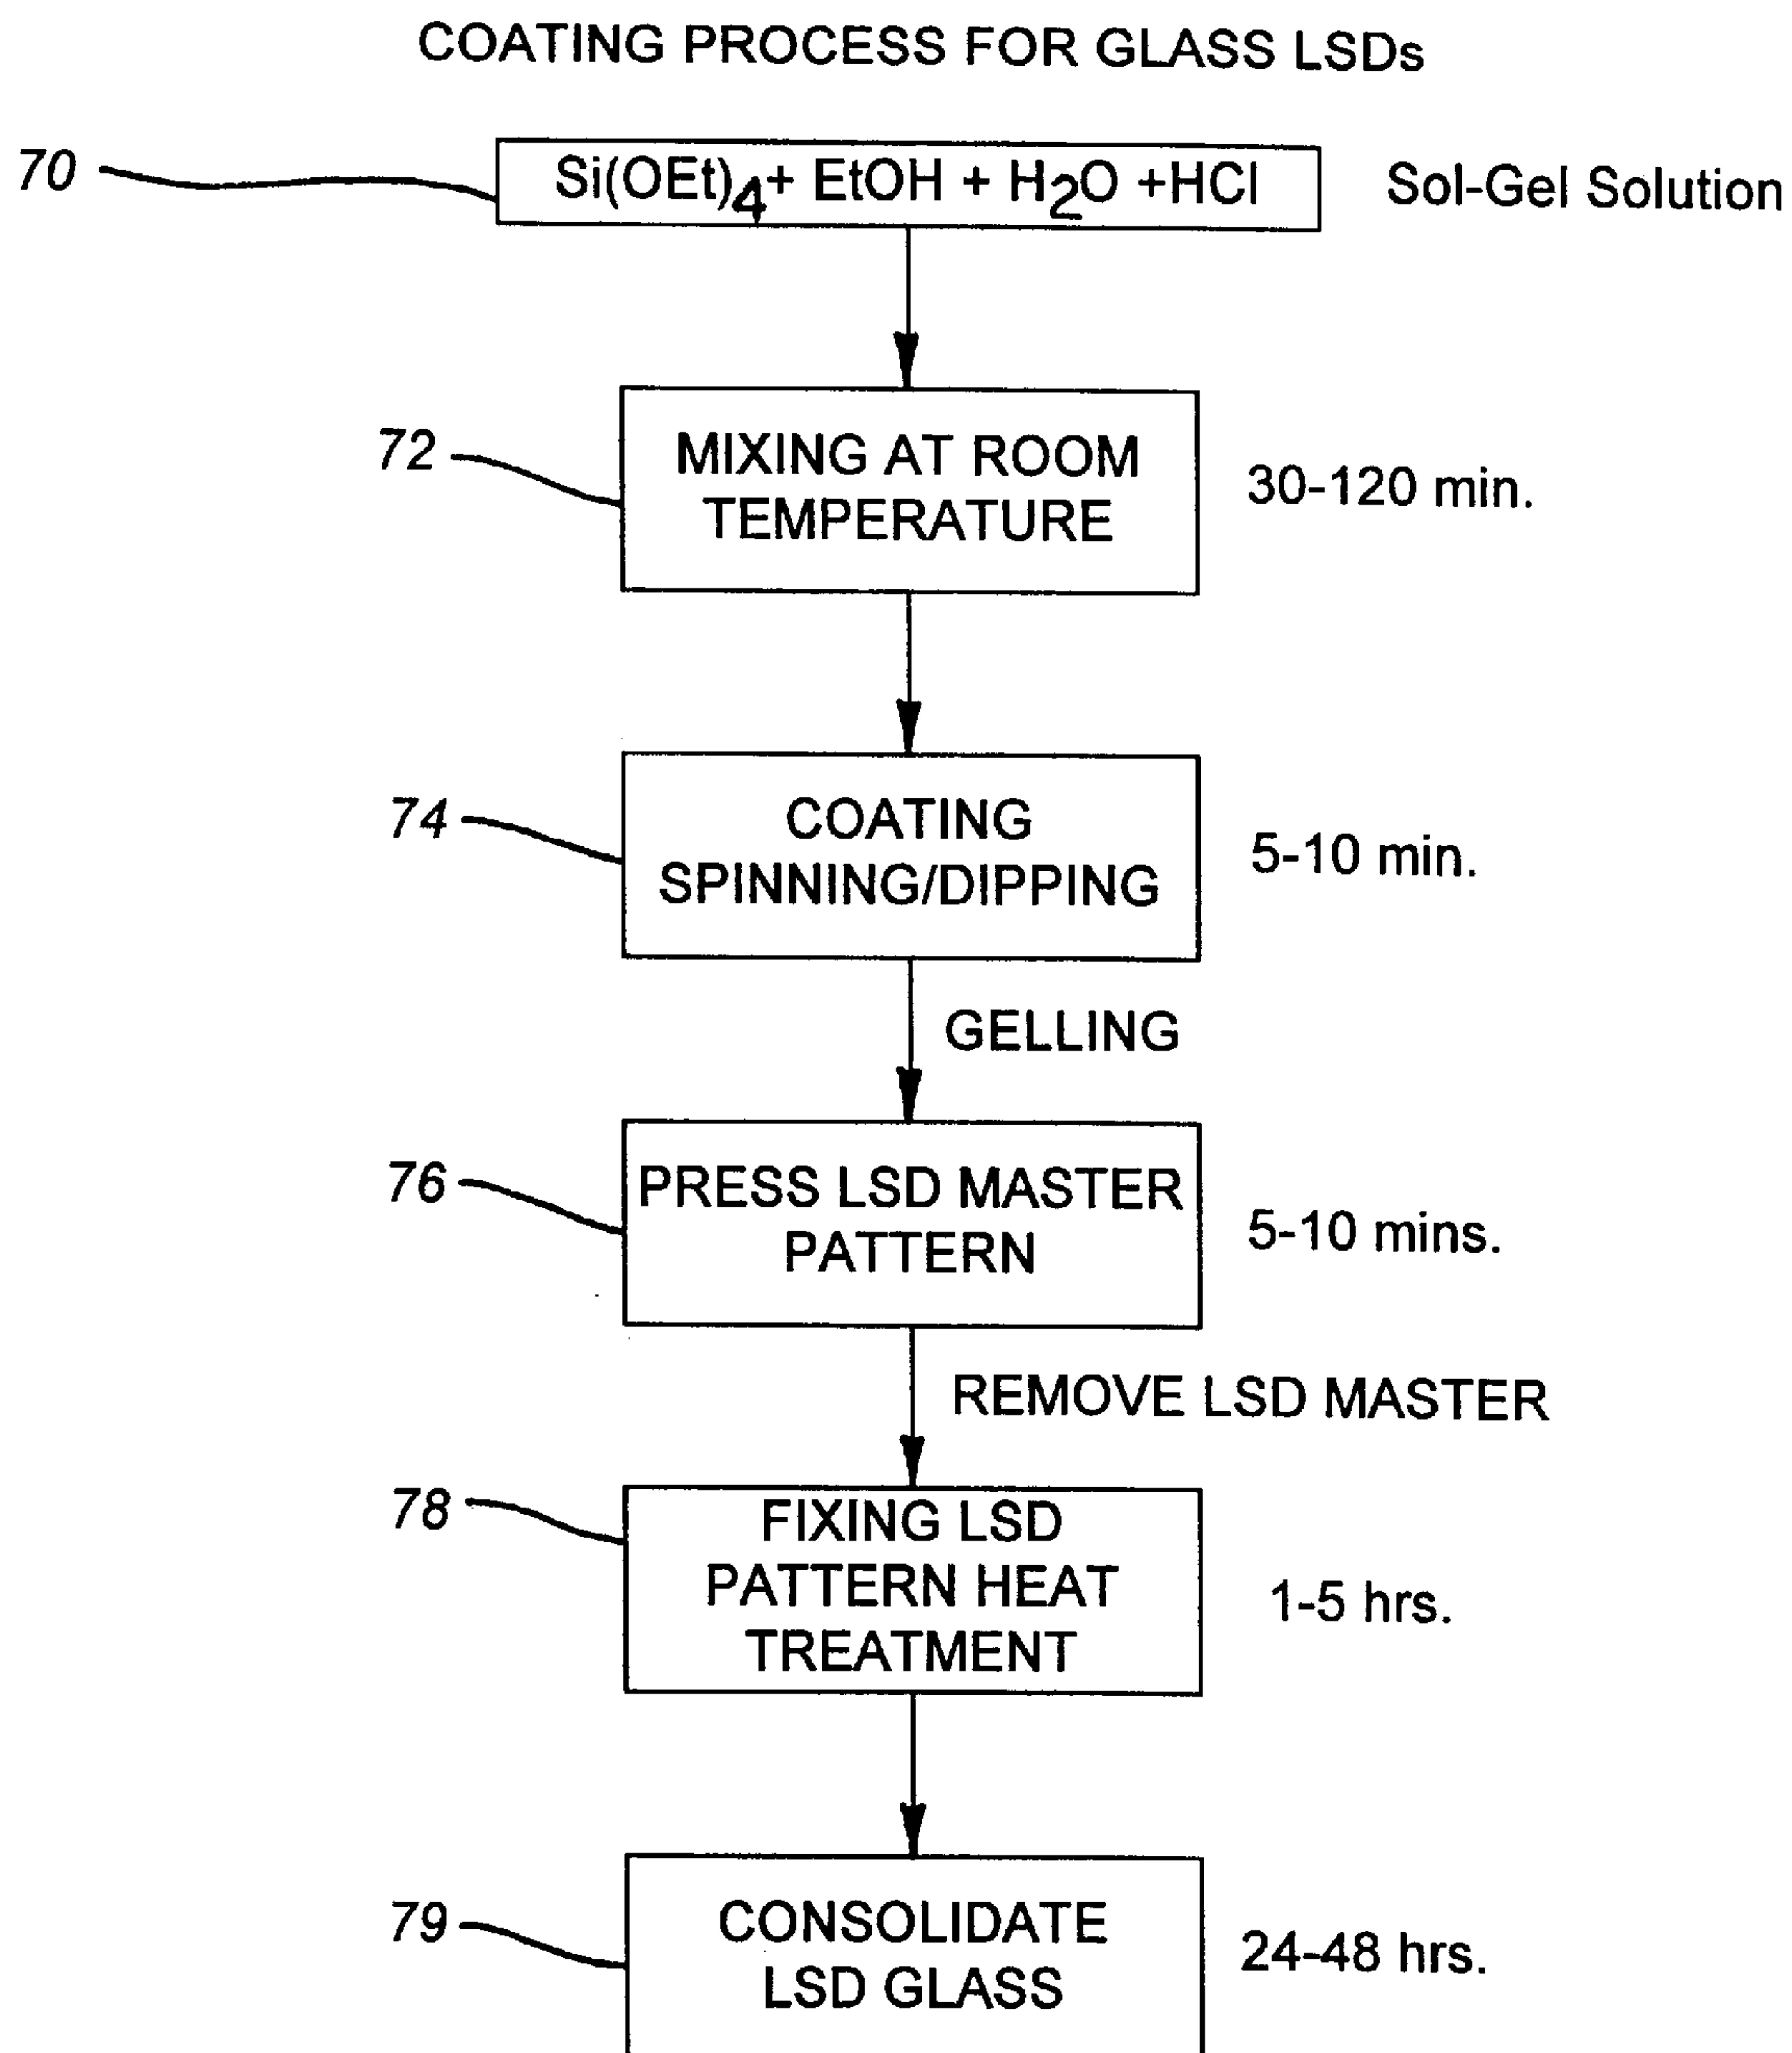 COATING PROCESS FOR GLASS LSDs
70
Si(OEt)4+ EtOH + H2O +HCl
Sol-Gel Solution
72
MIXING AT ROOM
TEMPERATURE
30-120 min.
74
COATING
SPINNING/DIPPING
5-10 min.
GELLING
76
PRESS LSD MASTER
PATTERN
5-10 mins.
REMOVE LSD MASTER
78
FIXING LSD
PATTERN HEAT
TREATMENT
1-5 hrs.
79
CONSOLIDATE
LSD GLASS
24-48 hrs.